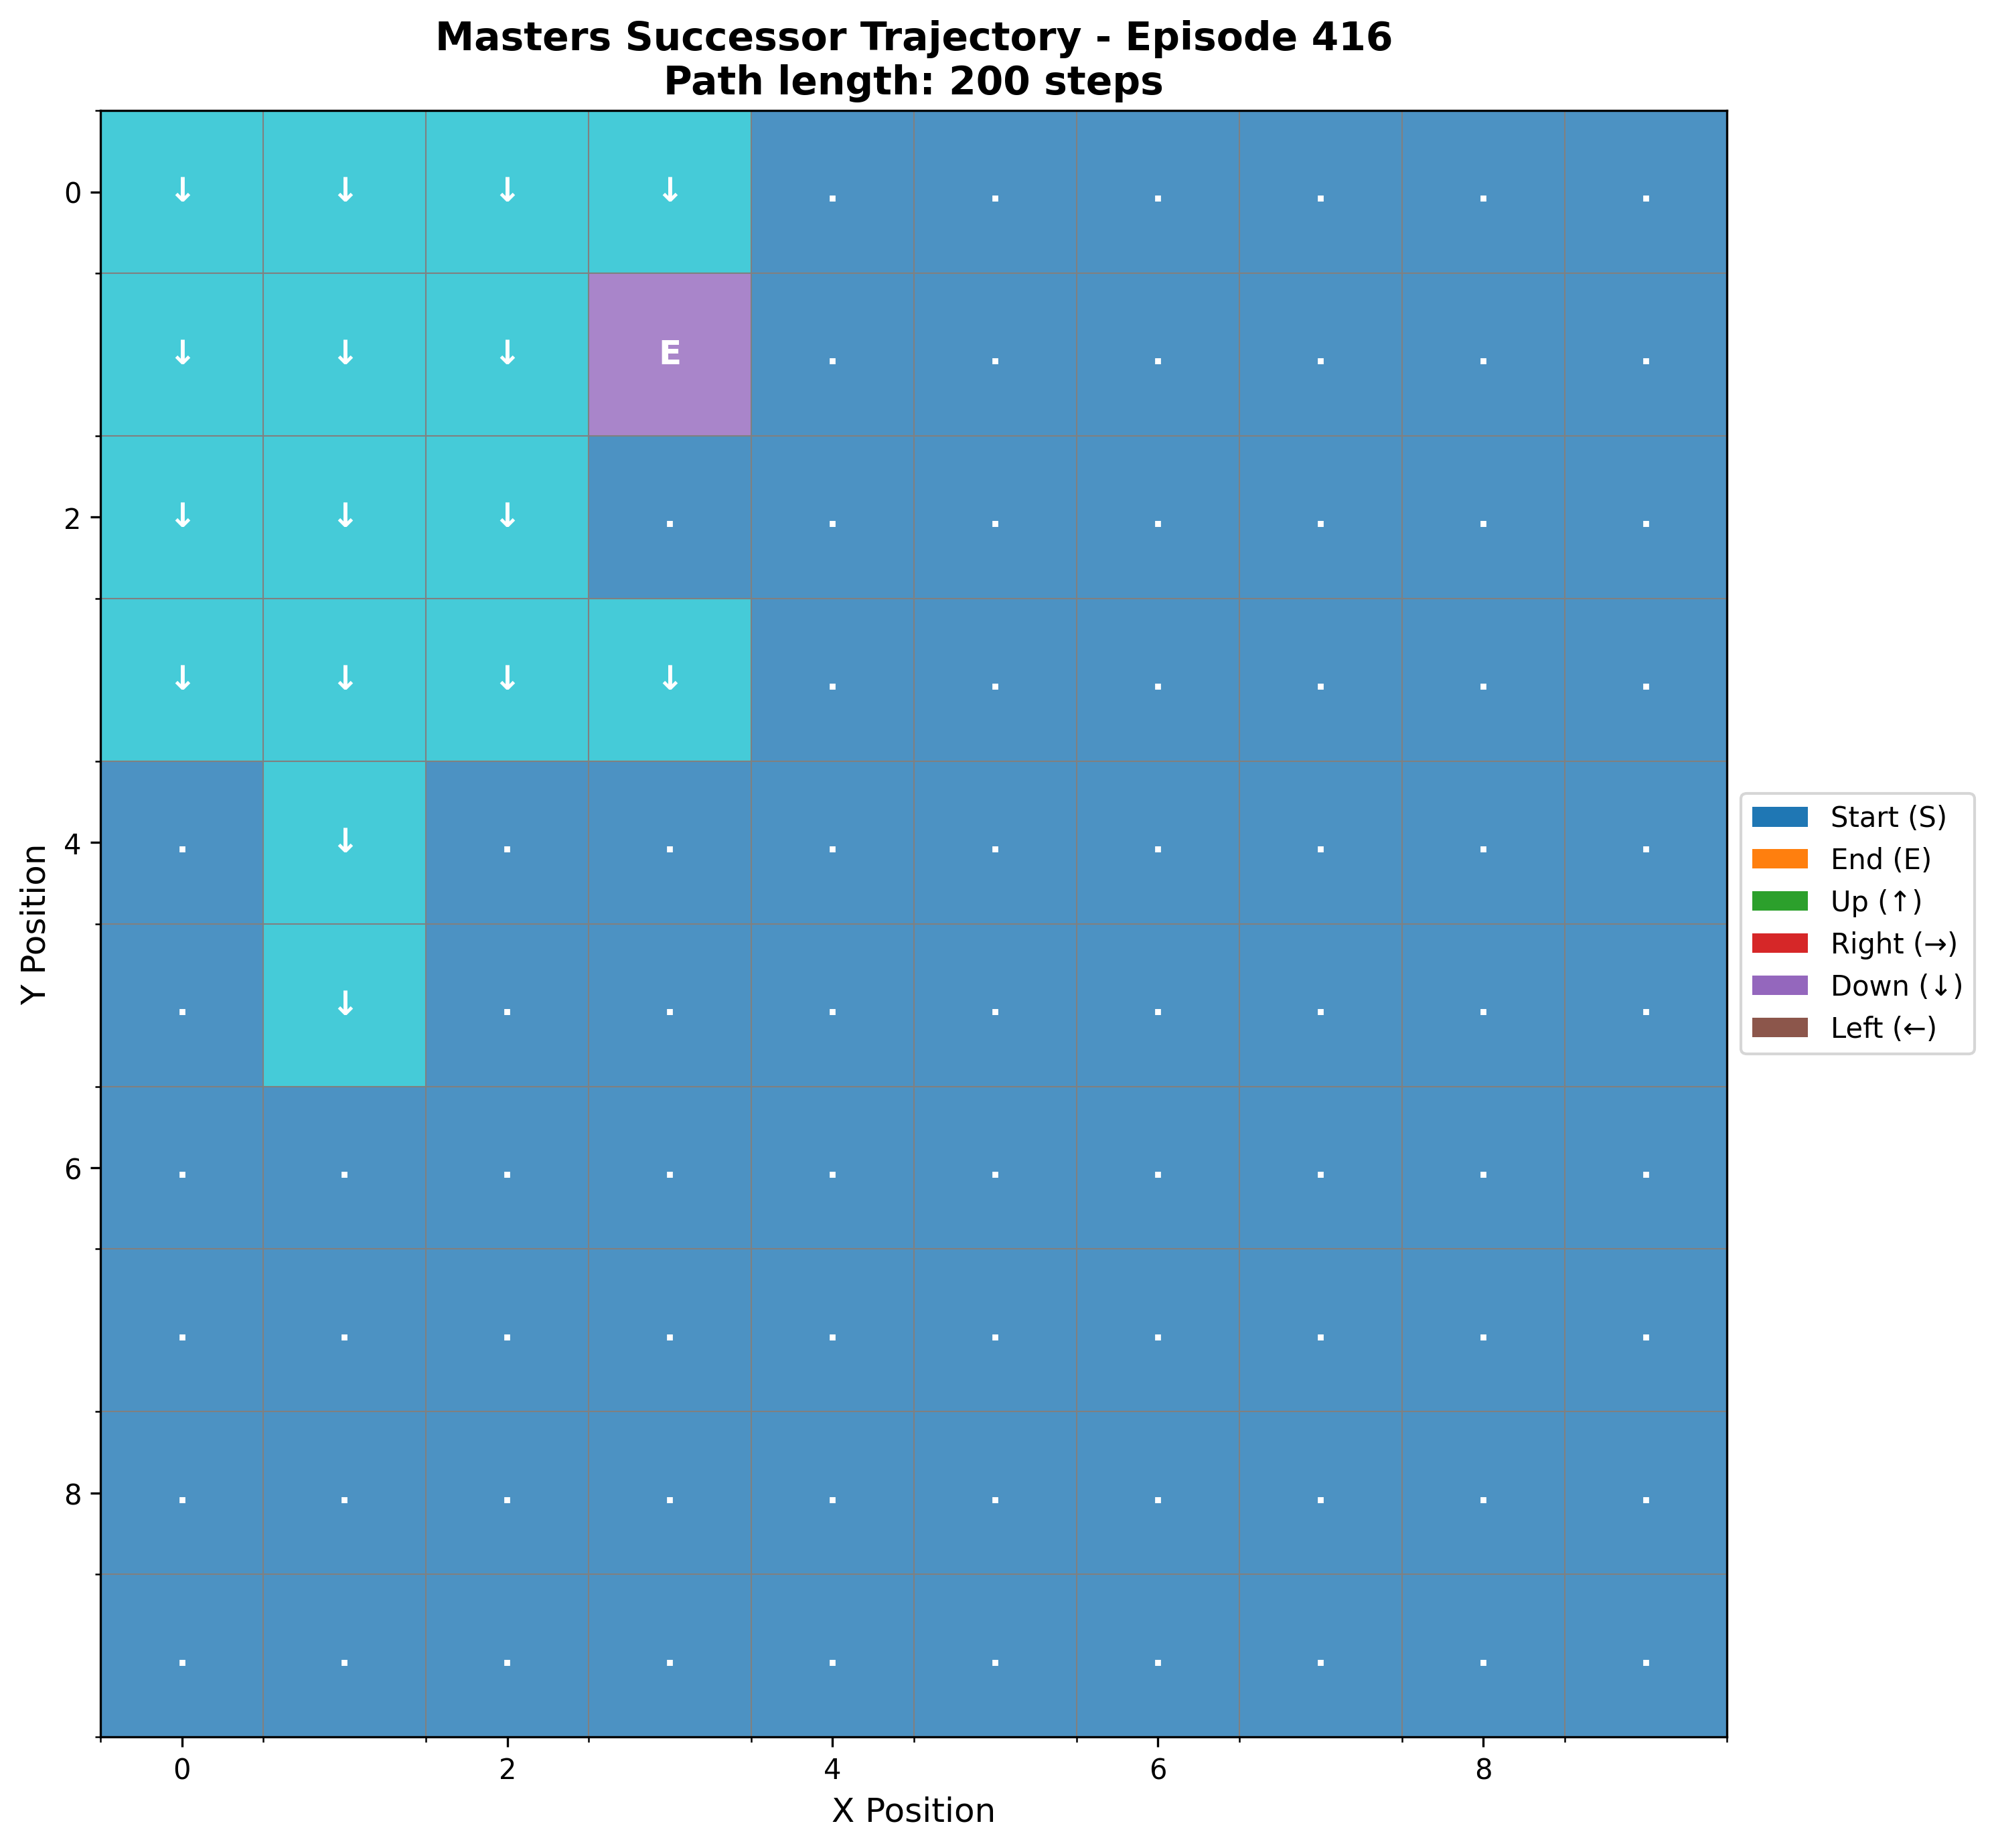 Masters Successor Trajectory - Episode 416
Path length: 200 steps
0 ↓ ↓ ↓ ↓ . . . . . .
↓ ↓ ↓ E . . . . . .
2 ↓ ↓ ↓ . . . . . . .
↓ ↓ ↓ ↓ . . . . . .
4 . ↓ . . . . . . . .
. ↓ . . . . . . . .
6 . . . . . . . . . .
. . . . . . . . . .
8 . . . . . . . . . .
. . . . . . . . . .
0 2 4 6 8
X Position
Y Position
Start (S)
End (E)
Up (↑)
Right (→)
Down (↓)
Left (←)